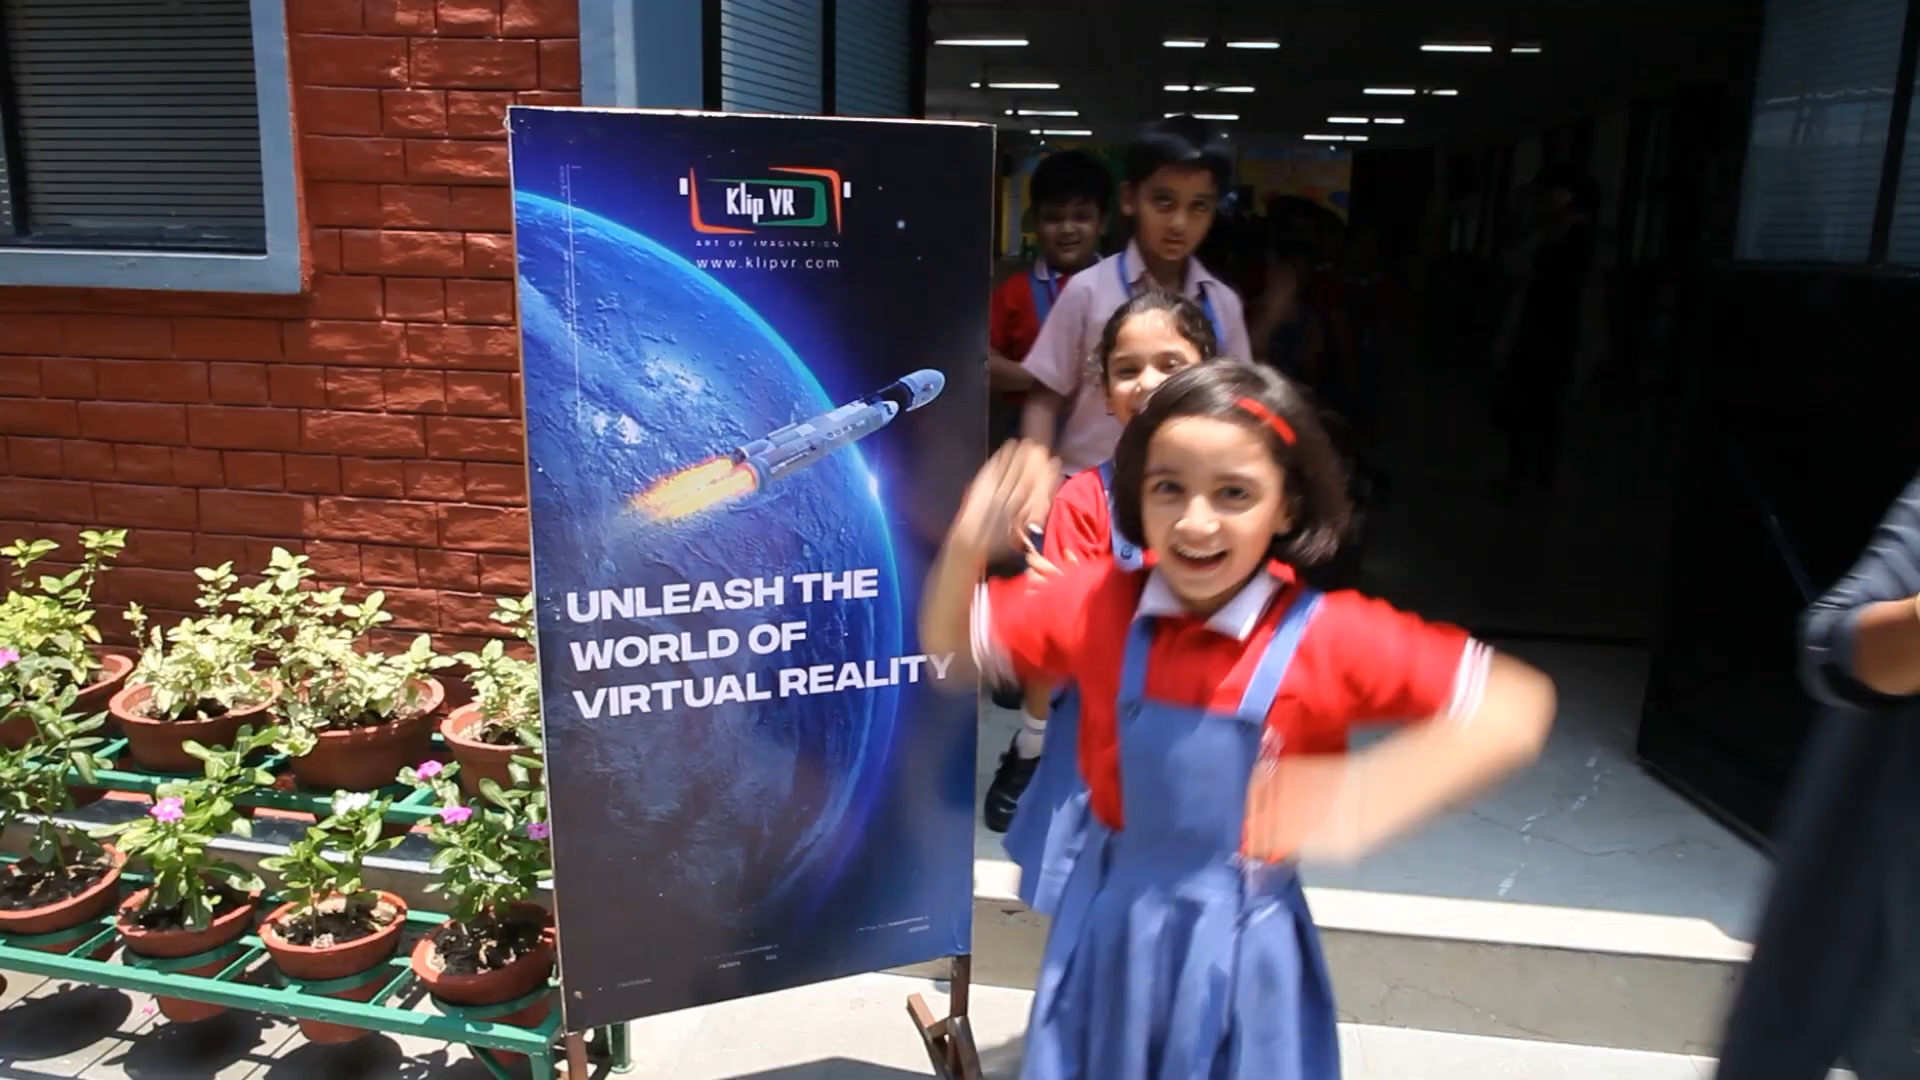 Klip VR
ART OF IMAGINATION
www.klipvr.com
UNLEASH THE
WORLD OF
VIRTUAL REALITY